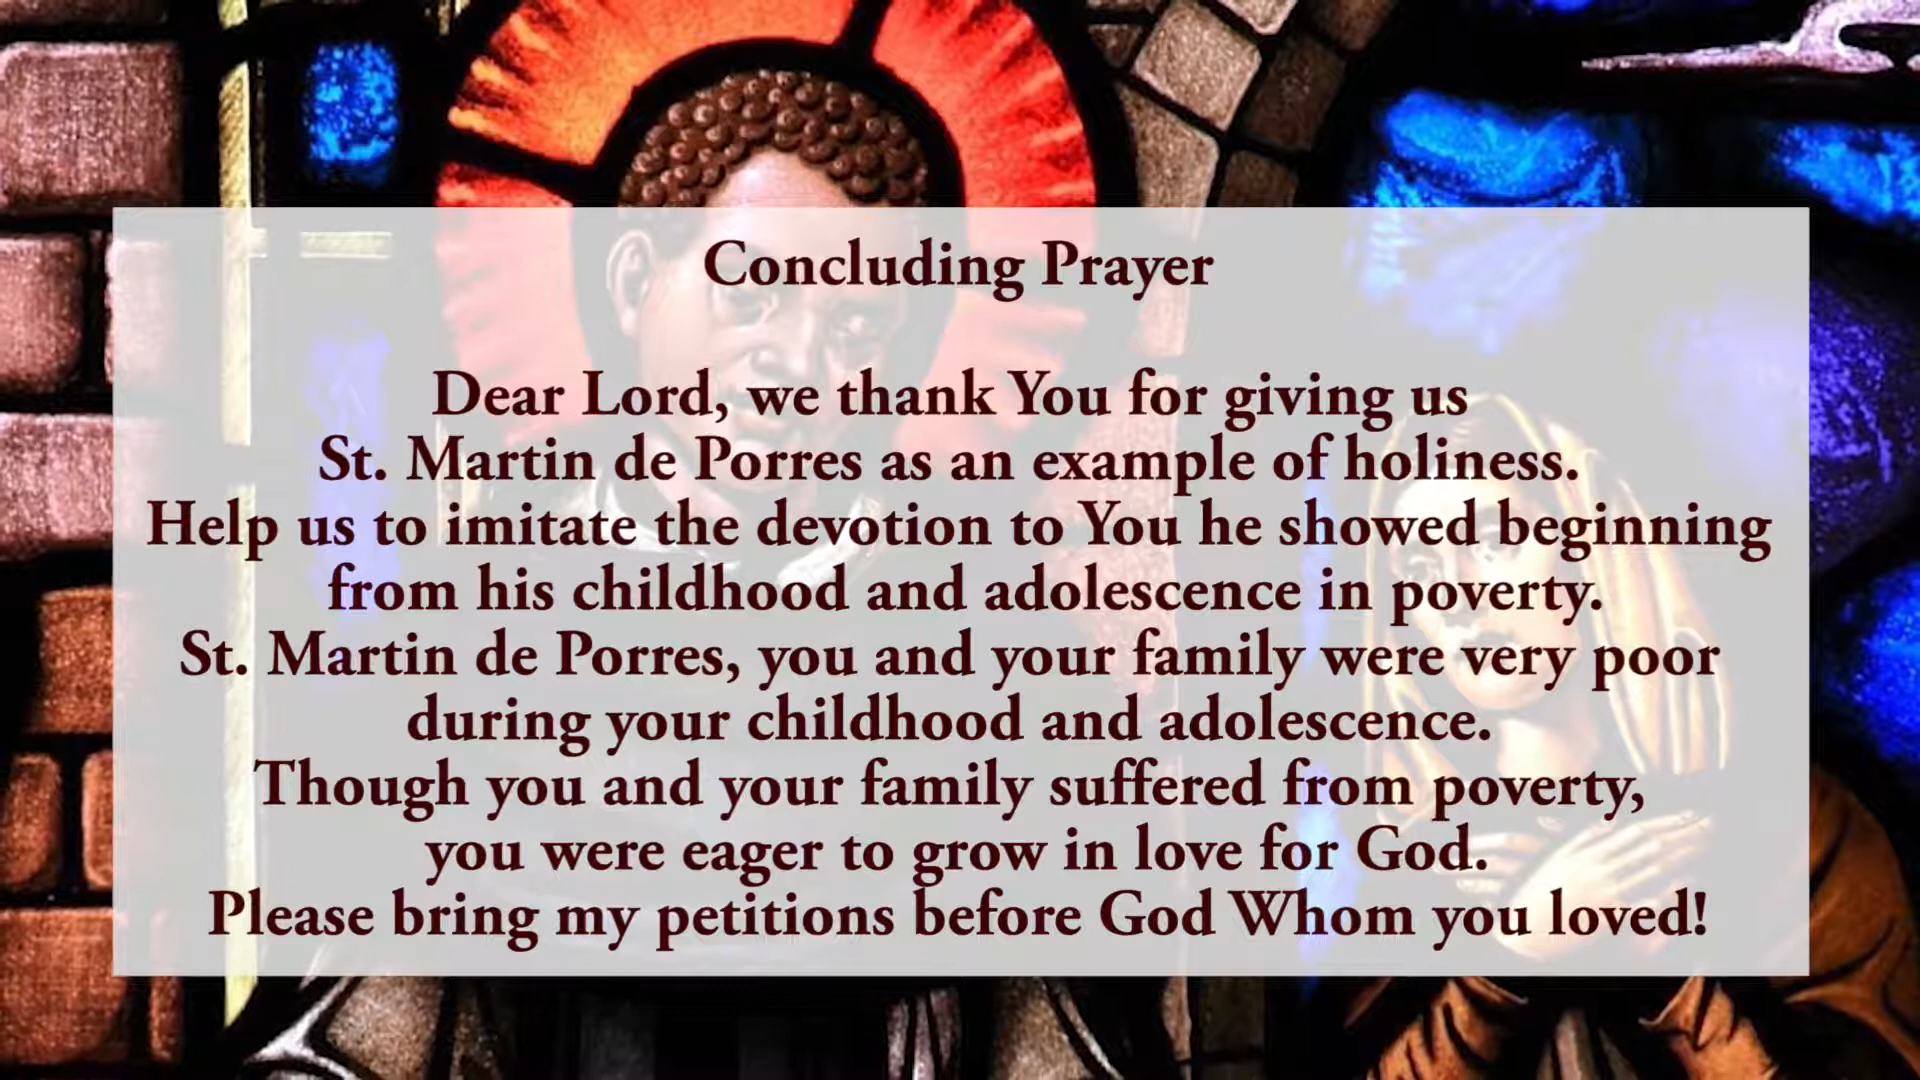 Concluding Prayer
Dear Lord, we thank You for giving us
St. Martin de Porres as an example of holiness.
Help us to imitate the devotion to You he showed beginning
from his childhood and adolescence in poverty.
St. Martin de Porres, you and your family were very poor
during your childhood and adolescence.
Though you and your family suffered from poverty,
you were eager to grow in love for God.
Please bring my petitions before God Whom you loved!